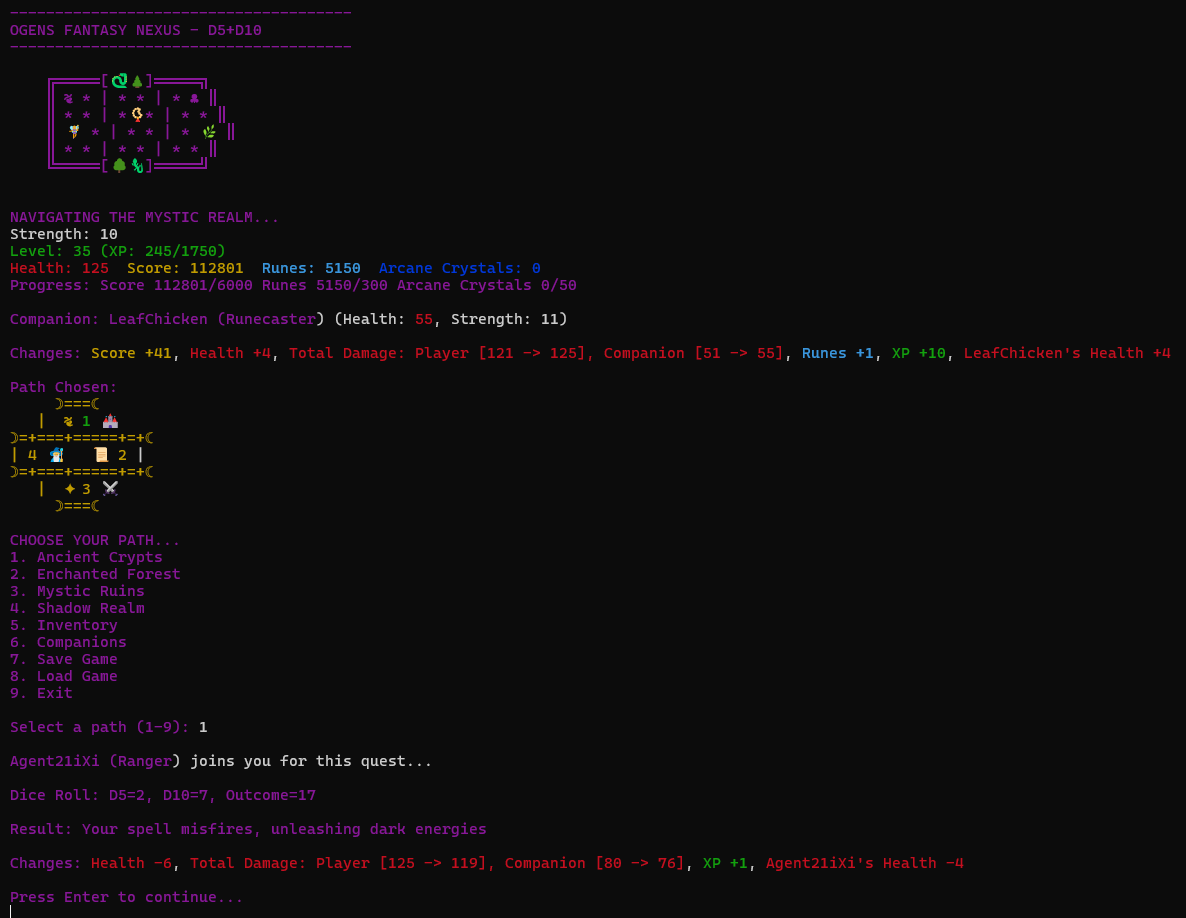 --------------------------------------
OGENS FANTASY NEXUS - D5+D10
--------------------------------------
╔═════[🐉🌲]═════╗
║ ≈ * | * * | * ♣ ║
║ * * | * * | * * ║
║ * | * * | * 🌿 ║
║ * * | * * | * * ║
╚═════[🌳🦎]═════╝
NAVIGATING THE MYSTIC REALM...
Strength: 10
Level: 35 (XP: 245/1750)
Health: 125  Score: 112801  Runes: 5150  Arcane Crystals: 0
Progress: Score 112801/6000 Runes 5150/300 Arcane Crystals 0/50
Companion: LeafChicken (Runecaster) (Health: 55, Strength: 11)
Changes: Score +41, Health +4, Total Damage: Player [121 -> 125], Companion [51 -> 55], Runes +1, XP +10, LeafChicken's Health +4
Path Chosen:
☽===☾
| 1 🏰
☽=+===+=====+=+☾
| 4 🧙 📜 2 |
☽=+===+=====+=+☾
| ✦ 3 ⚔
☽===☾
CHOOSE YOUR PATH...
1. Ancient Crypts
2. Enchanted Forest
3. Mystic Ruins
4. Shadow Realm
5. Inventory
6. Companions
7. Save Game
8. Load Game
9. Exit
Select a path (1-9): 1
Agent21iXi (Ranger) joins you for this quest...
Dice Roll: D5=2, D10=7, Outcome=17
Result: Your spell misfires, unleashing dark energies
Changes: Health -6, Total Damage: Player [125 -> 119], Companion [80 -> 76], XP +1, Agent21iXi's Health -4
Press Enter to continue...